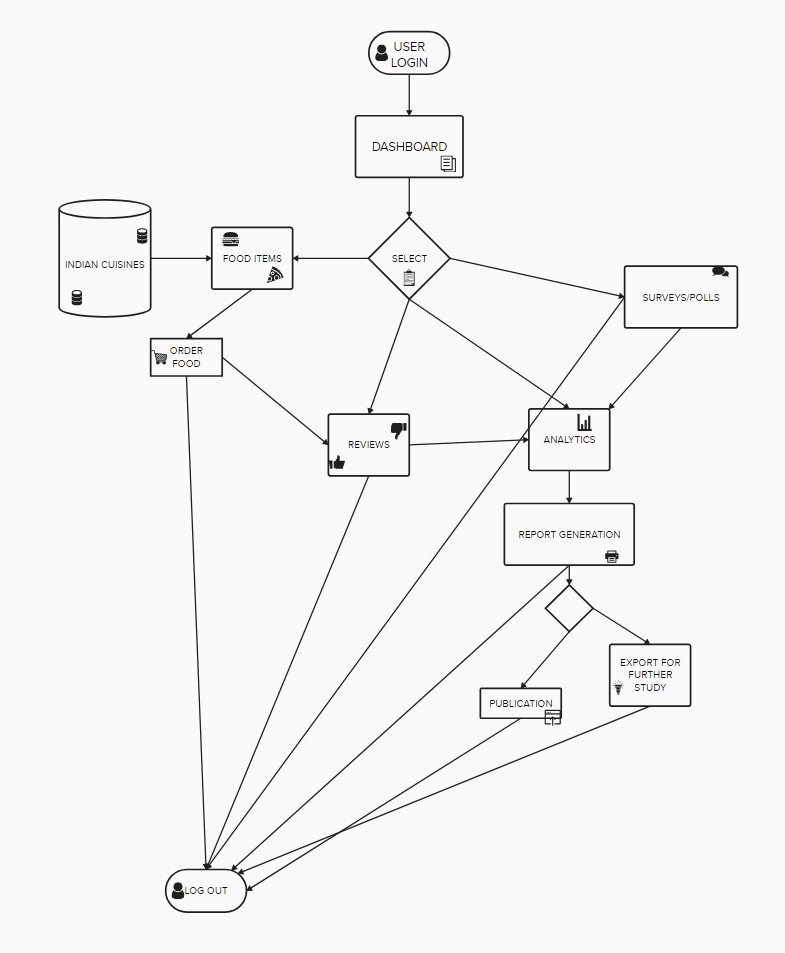 USER
LOGIN
DASHBOARD
INDIAN CUISINES
FOOD ITEMS
SELECT
SURVEYS/POLLS
ORDER
FOOD
REVIEWS
ANALYTICS
REPORT GENERATION
EXPORT FOR
FURTHER
STUDY
PUBLICATION
LOG OUT